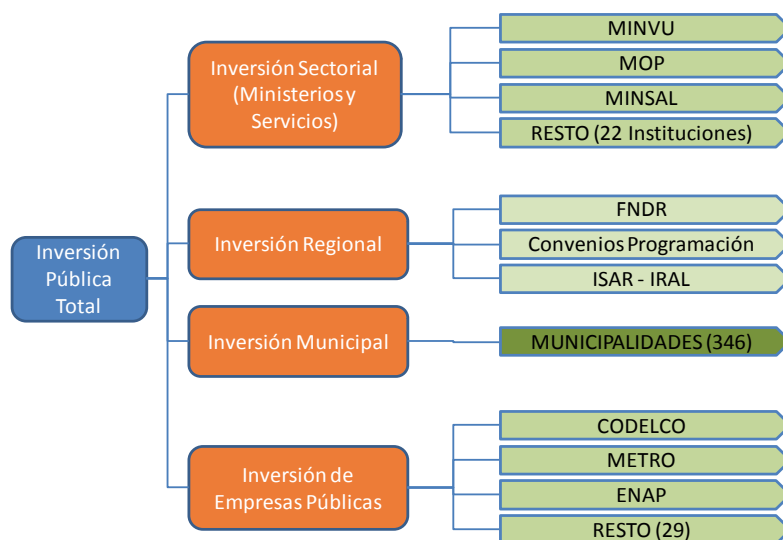 Inversión
Pública
Total
Inversión Sectorial
(Ministerios y
Servicios)
MINVU
MOP
MINSAL
RESTO (22 Instituciones)
Inversión Regional
FNDR
Convenios Programación
ISAR - IRAL
Inversión Municipal
MUNICIPALIDADES (346)
Inversión de
Empresas Públicas
CODELCO
METRO
ENAP
RESTO (29)